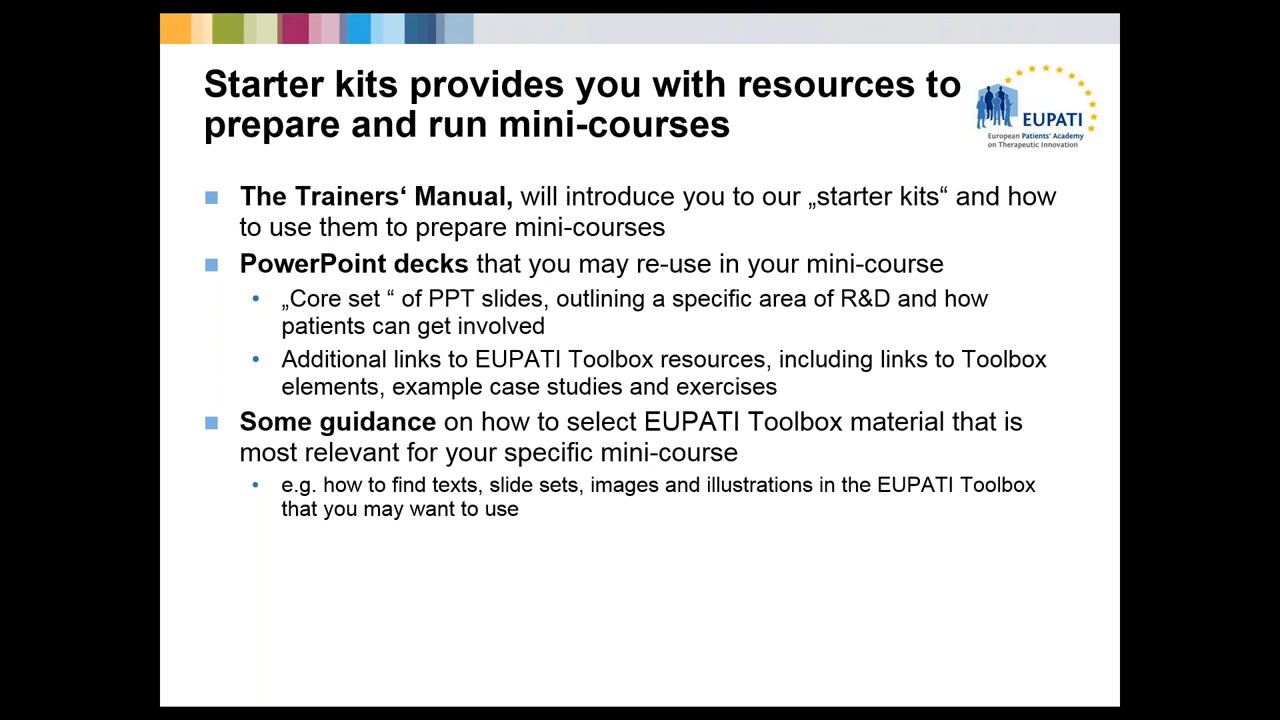 Starter kits provides you with resources to
prepare and run mini-courses
EUPATI
European Patients' Academy
on Therapeutic Innovation
The Trainers‘ Manual, will introduce you to our „starter kits“ and how
to use them to prepare mini-courses
PowerPoint decks that you may re-use in your mini-course
„Core set “ of PPT slides, outlining a specific area of R&D and how
patients can get involved
Additional links to EUPATI Toolbox resources, including links to Toolbox
elements, example case studies and exercises
Some guidance on how to select EUPATI Toolbox material that is
most relevant for your specific mini-course
e.g. how to find texts, slide sets, images and illustrations in the EUPATI Toolbox
that you may want to use